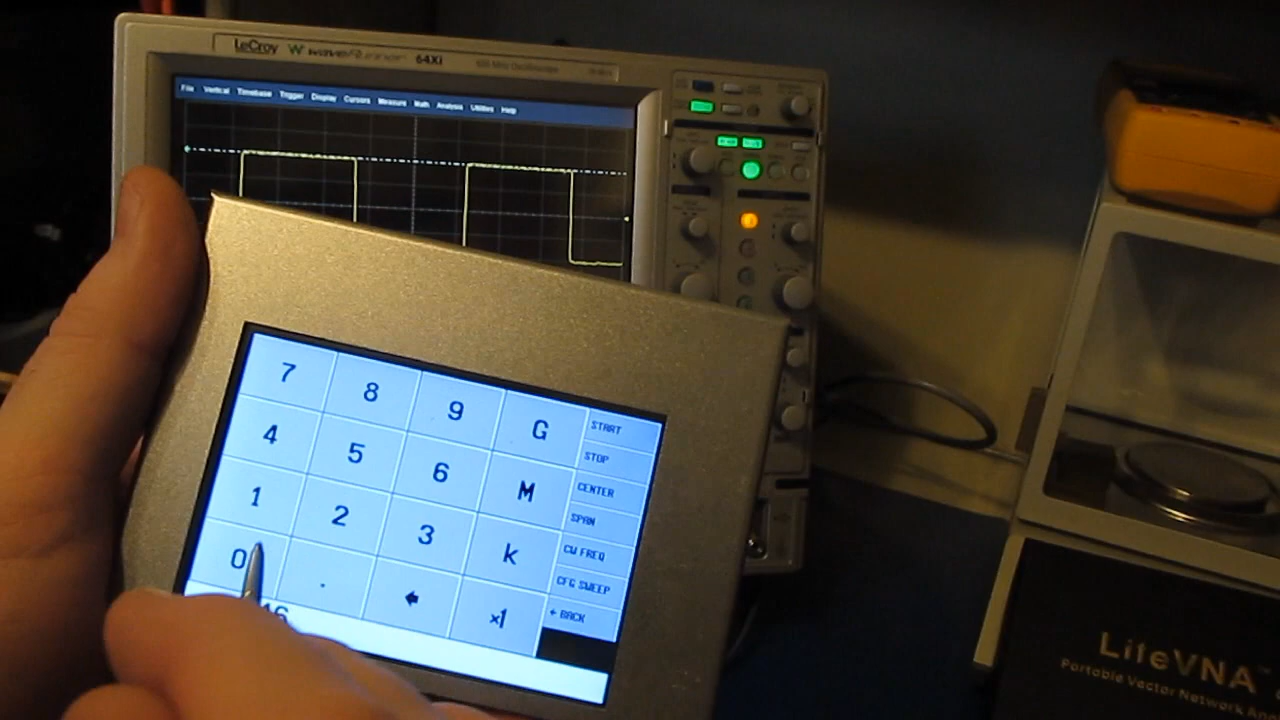 LeCroy waveRunner 64Xi
File Vertical Timebase Trigger Display Cursors Measure Math Analysis Utilities Help
7 8 9 G START
STOP
4 5 6 M CENTER
SPAN
1 2 3 k CW FREQ
CFG SWEEP
0 . ← ×1 ← BACK
LiteVNA
Portable Vector Network